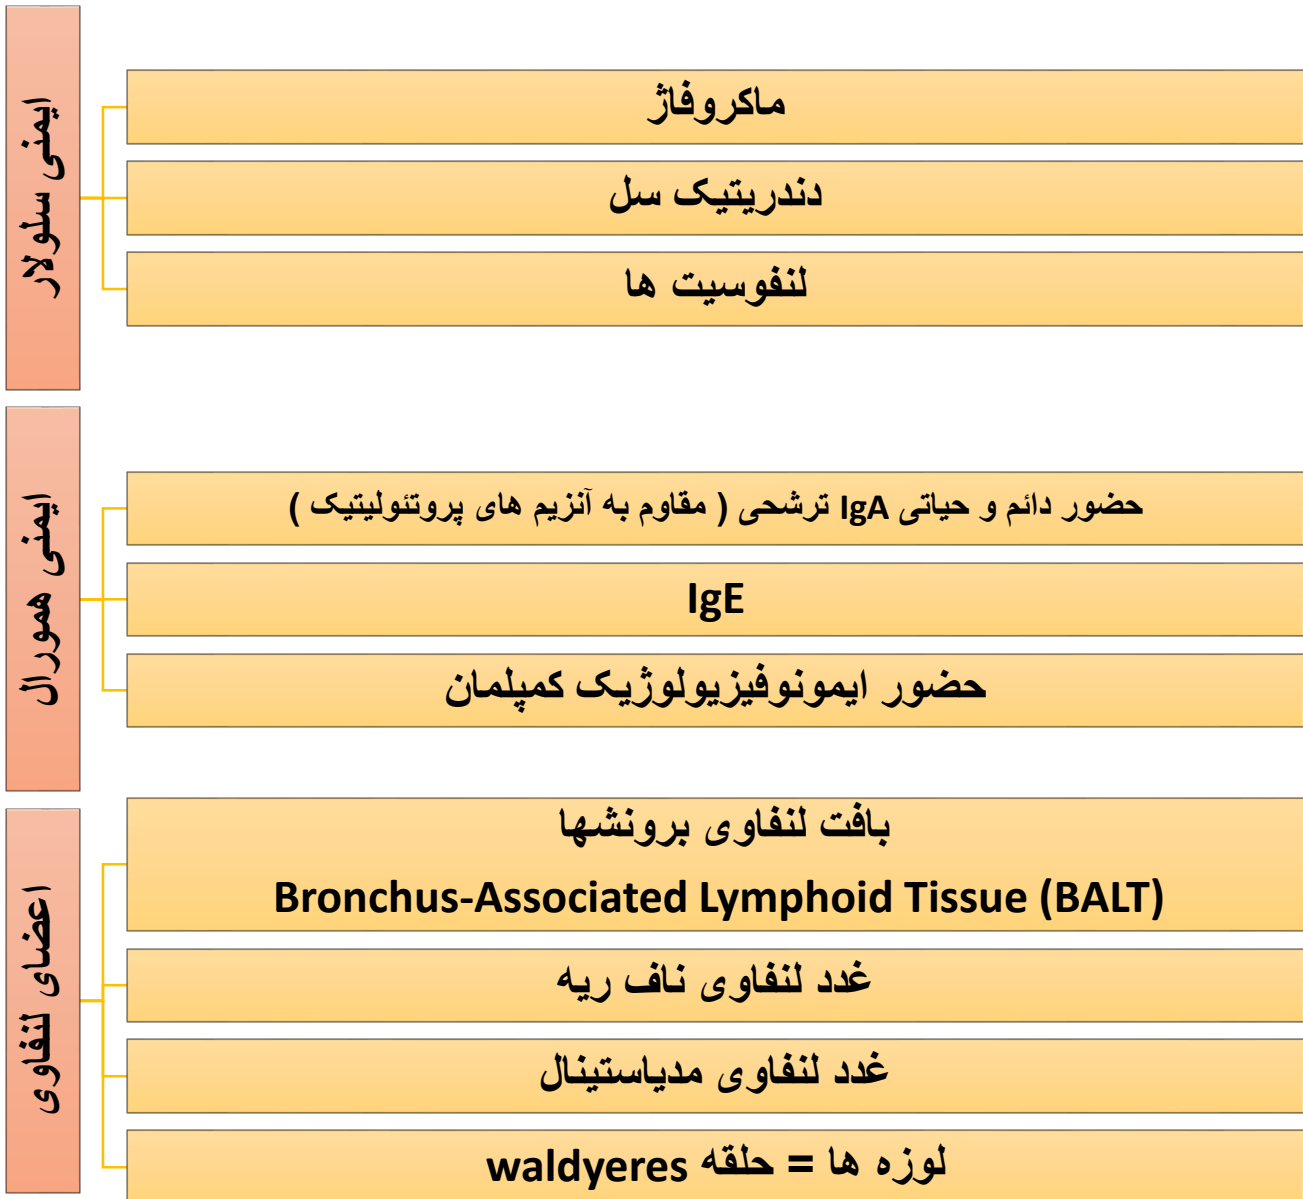 ایمنی سلولار
ماکروفاژ
دندریتیک سل
لنفوسیت ها
ایمنی همورال
حضور دائم و حیاتی IgA ترشحی ( مقاوم به آنزیم های پروتئولیتیک )
IgE
حضور ایمونوفیزیولوژیک کمپلمان
اعضای لنفاوی
بافت لنفاوی برونشها
Bronchus-Associated Lymphoid Tissue (BALT)
غدد لنفاوی ناف ریه
غدد لنفاوی مدیاستینال
لوزه ها = حلقه waldyeres